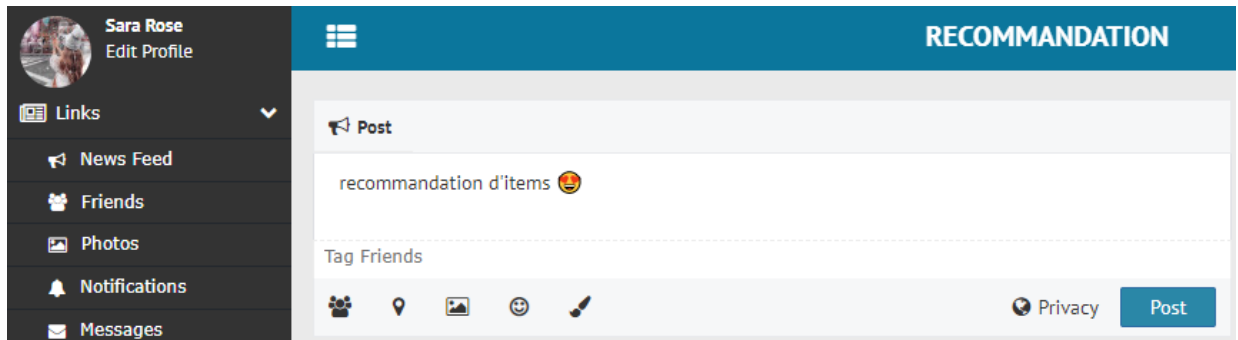 Sara Rose
Edit Profile
Links
News Feed
Friends
Photos
Notifications
Messages
RECOMMANDATION
Post
recommandation d'items 🤩
Tag Friends
Privacy Post